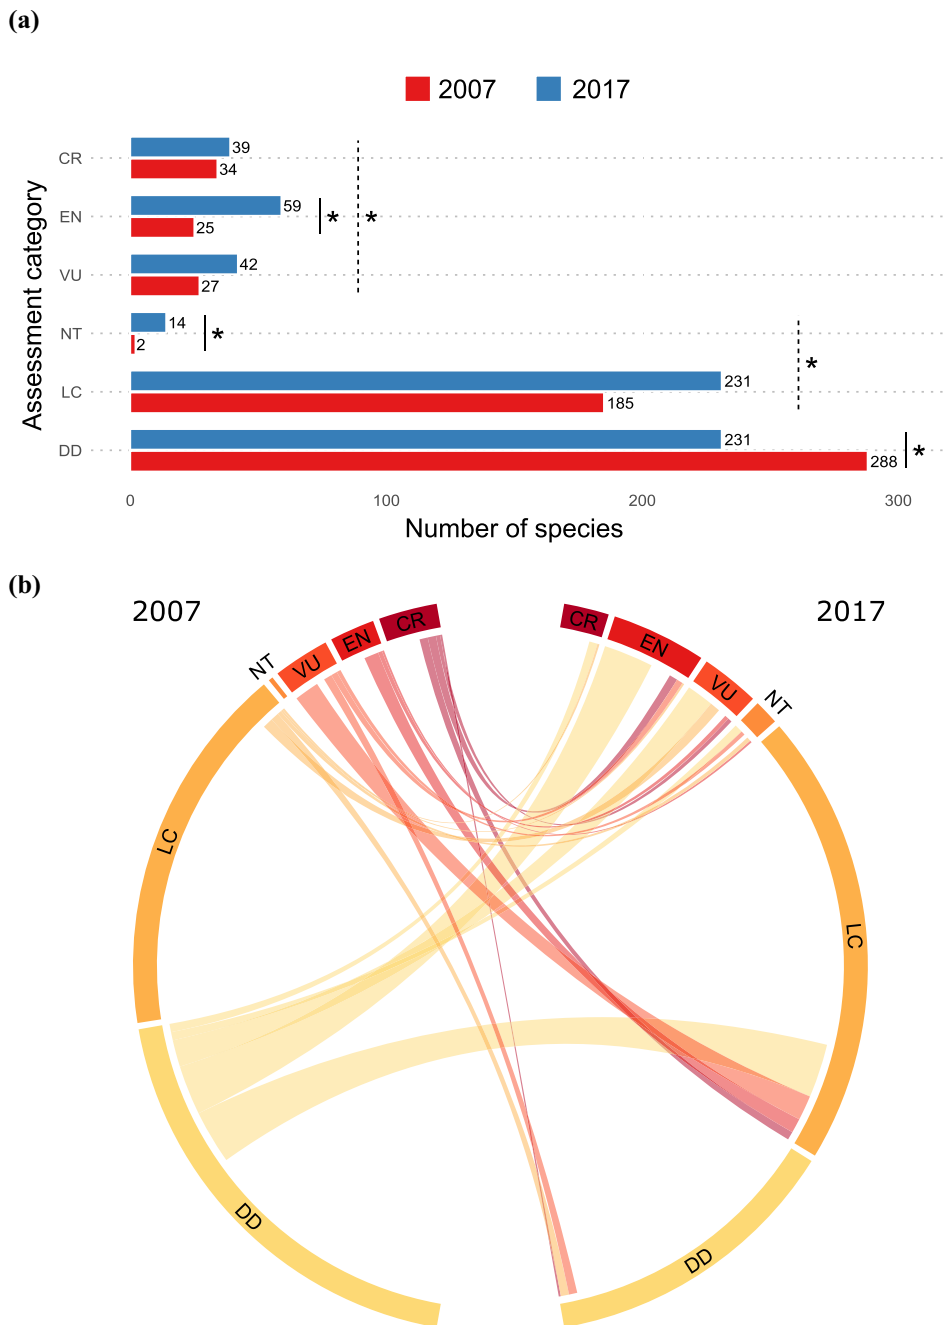 (a)
2007 2017
Assessment category
CR 39
34
EN 59 * *
25
VU 42
27
NT 14 *
2
*
LC 231
185
DD 231 *
288
0 100 200 300
Number of species
(b)
2007 2017
NT VU EN CR CR EN VU NT
LC LC
DD DD